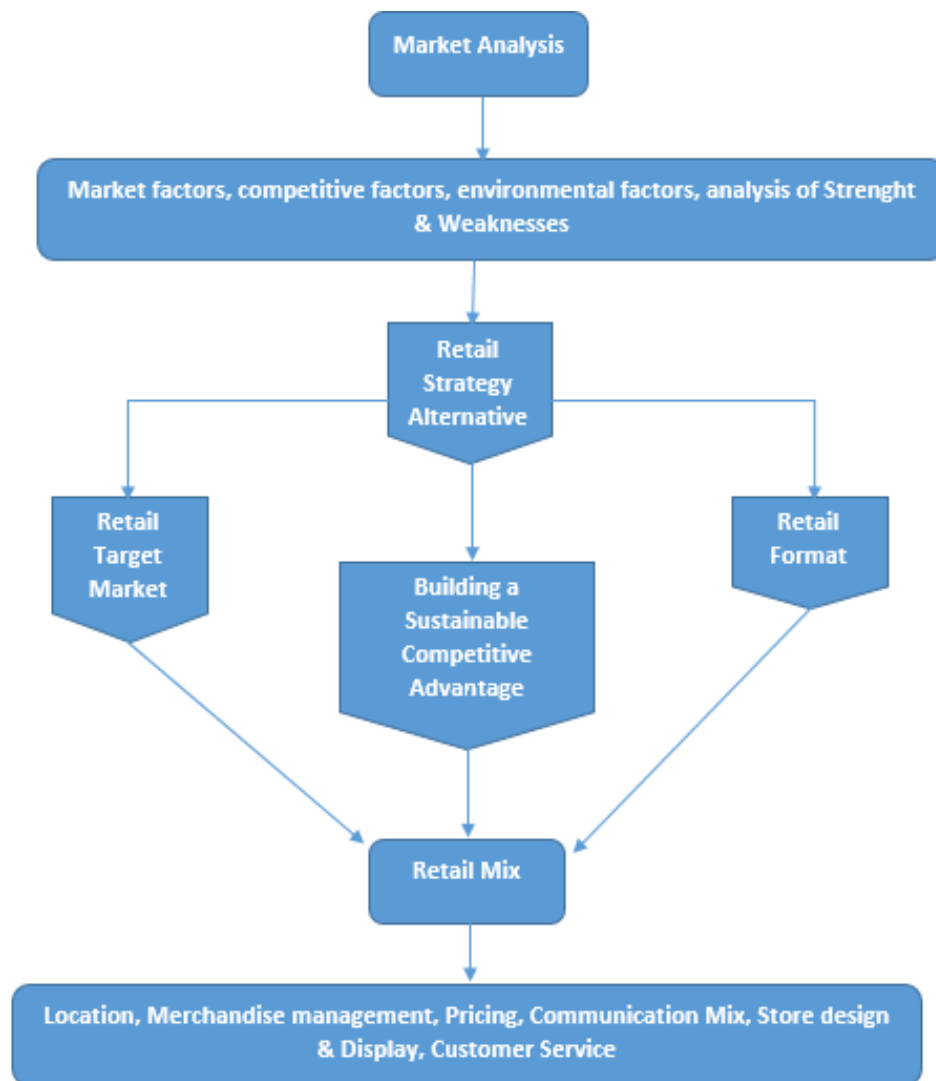 Market Analysis
Market factors, competitive factors, environmental factors, analysis of Strenght
& Weaknesses
Retail
Strategy
Alternative
Retail
Target
Market
Building a
Sustainable
Competitive
Advantage
Retail
Format
Retail Mix
Location, Merchandise management, Pricing, Communication Mix, Store design
& Display, Customer Service